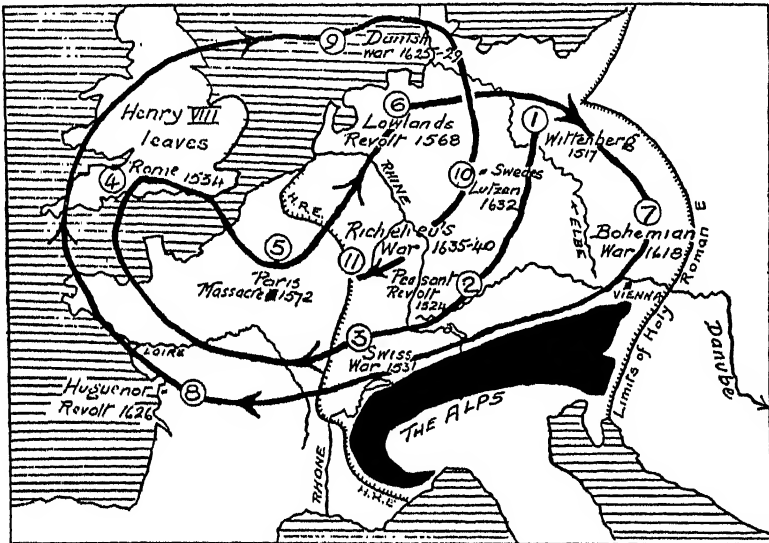 9
Danish
War 1625-29
Henry VIII
leaves
4
Rome 1534
6
Lowlands
Revolt 1568
1
Wittenberg
1517
RHINE
H.R.E.
10
Swedes
Lutzen
1632
ELBE
7
Bohemian
War 1618
5
Paris
Massacre 1572
Richelieu's
War 1635-40
11
Peasant
Revolt
1524
2
VIENNA
Limits of Holy Roman E
Danube
3
Swiss
War 1531
LOIRE
Huguenot
Revolt 1626
8
THE ALPS
RHONE
H.R.E